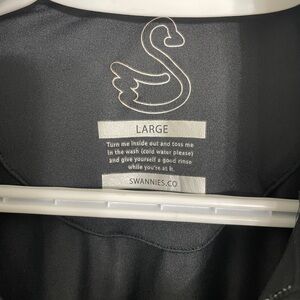 LARGE
Turn me inside out and toss me
in the wash (cold water please)
and give yourself a good rinse
while you're at it.
SWANNIES.CO